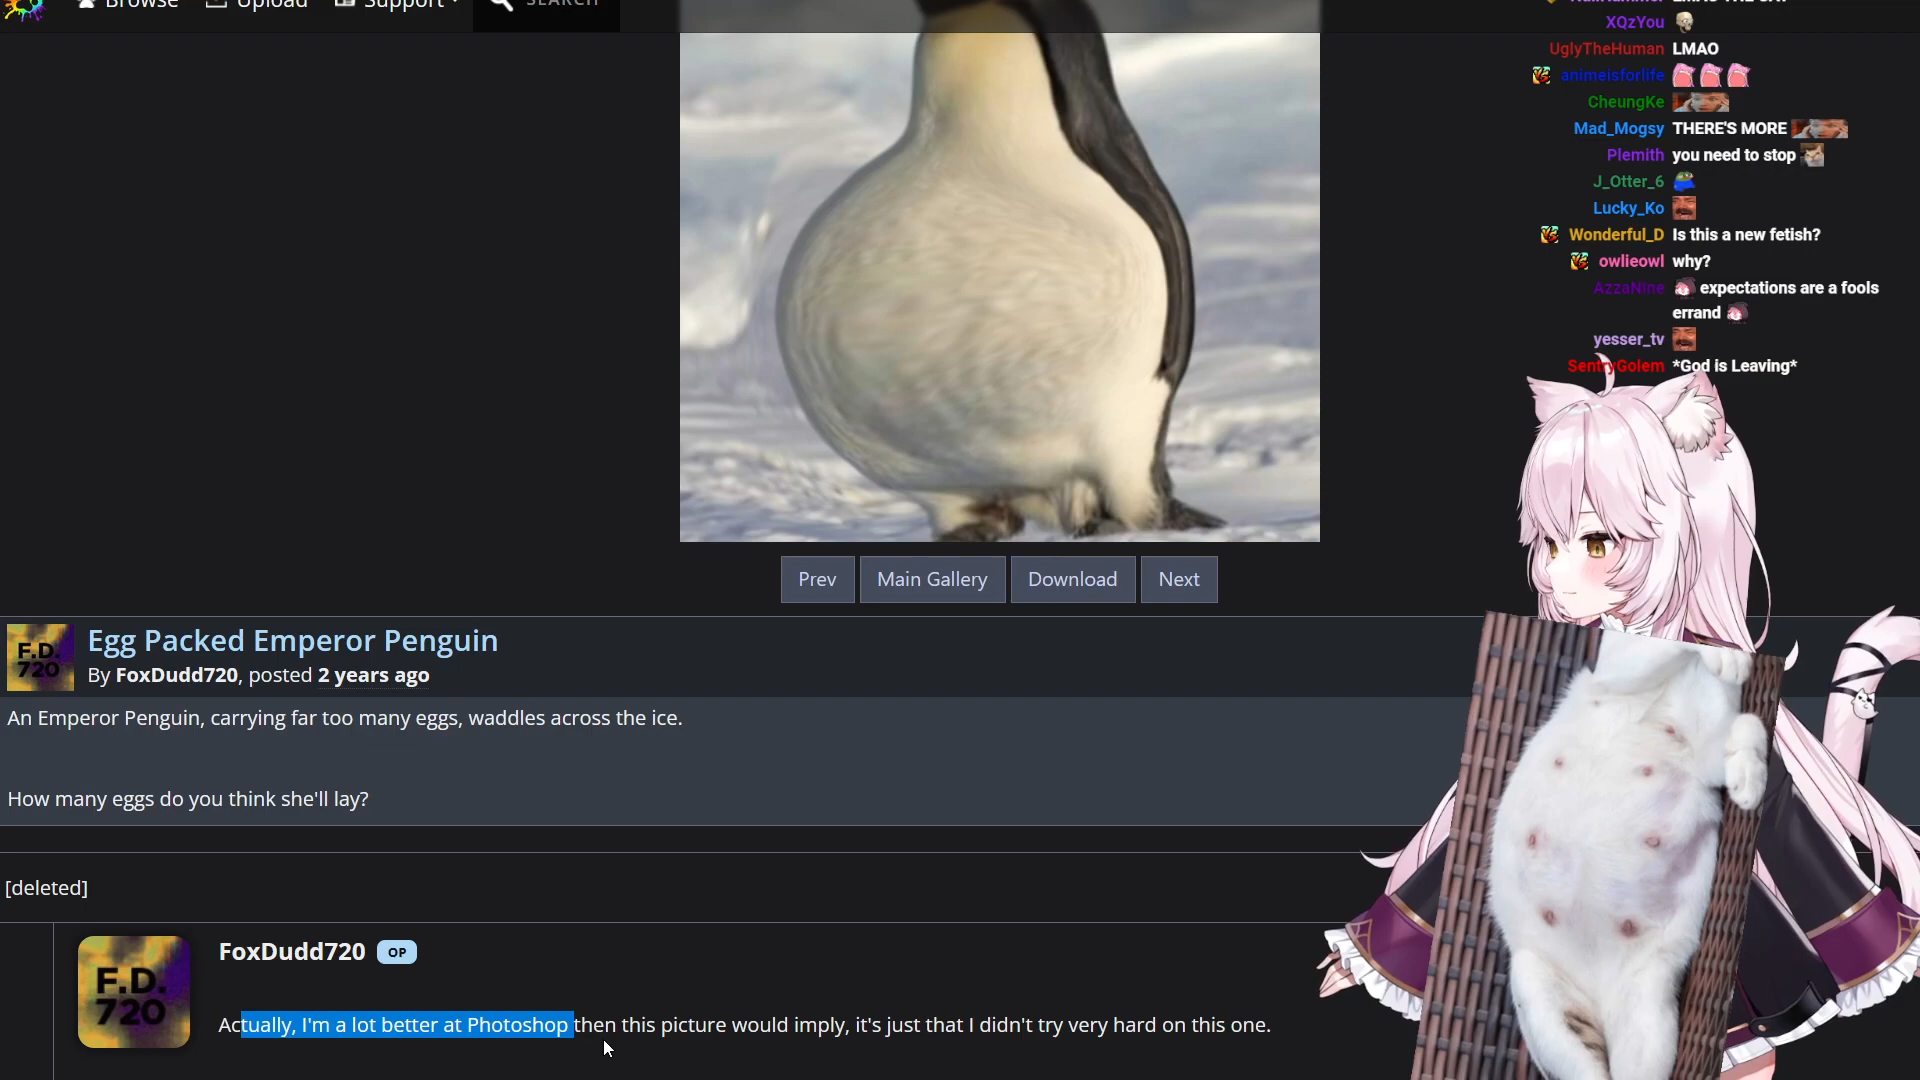 Browse
Upload
Support
SEARCH
XQzYou
UglyTheHuman LMAO
animeisforlife
CheungKe
Mad_Mogsy THERE'S MORE
Plemith you need to stop
J_Otter_6
Lucky_Ko
Wonderful_D Is this a new fetish?
owlieowl why?
AzzaNine expectations are a fools
errand
yesser_tv
SentryGolem *God is Leaving*
Prev
Main Gallery
Download
Next
F.D.
720
Egg Packed Emperor Penguin
By FoxDudd720, posted 2 years ago
An Emperor Penguin, carrying far too many eggs, waddles across the ice.
How many eggs do you think she'll lay?
[deleted]
F.D.
720
FoxDudd720 OP
Actually, I'm a lot better at Photoshop then this picture would imply, it's just that I didn't try very hard on this one.